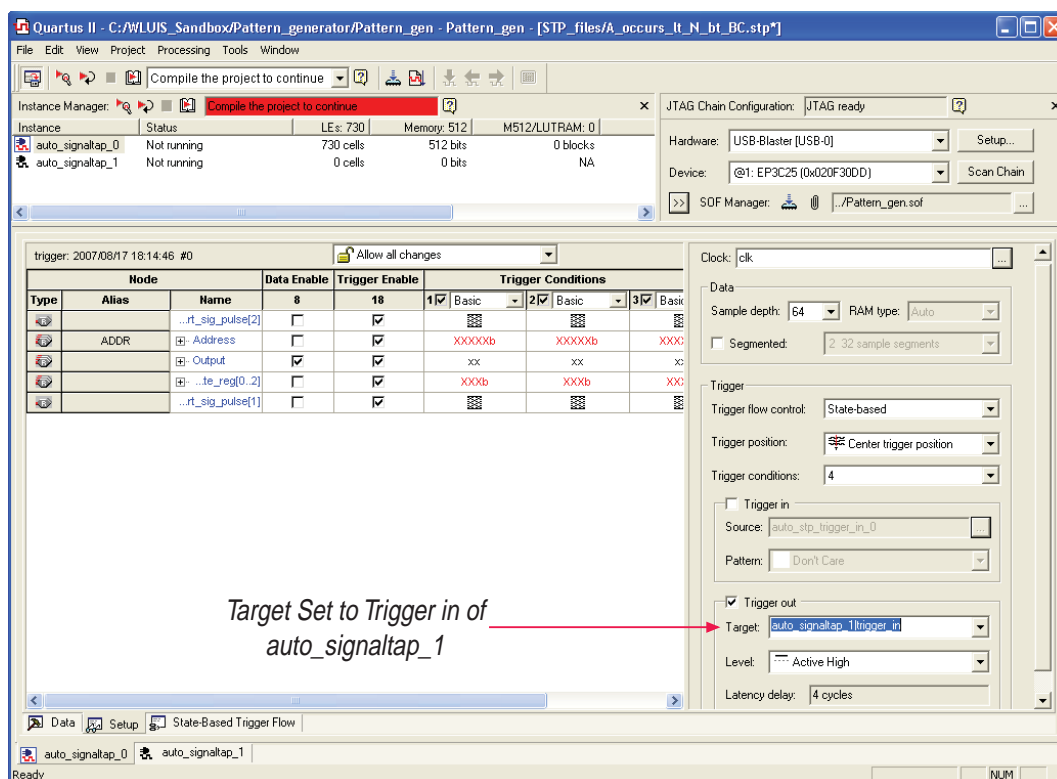 Quartus II - C:/WLUIS_Sandbox/Pattern_generator/Pattern_gen - Pattern_gen - [STP_files/A_occurs_lt_N_bt_BC.stp*]
File Edit View Project Processing Tools Window
Compile the project to continue
Instance Manager: Compile the project to continue
Instance Status LEs: 730 Memory: 512 M512/LUTRAM: 0
auto_signaltap_0 Not running 730 cells 512 bits 0 blocks
auto_signaltap_1 Not running 0 cells 0 bits NA
JTAG Chain Configuration: JTAG ready
Hardware: USB-Blaster [USB-0] Setup...
Device: @1: EP3C25 (0x020F30DD) Scan Chain
>> SOF Manager: ../Pattern_gen.sof ...
trigger: 2007/08/17 18:14:46 #0 Allow all changes
Node Data Enable Trigger Enable Trigger Conditions
Type Alias Name 8 18 1 Basic 2 Basic 3 Basic
...rt_sig_pulse[2]
ADDR Address XXXXXb XXXXXb XXX
Output xx xx x
...te_reg[0..2] XXXb XXXb XX
...rt_sig_pulse[1]
Clock: clk ...
Data
Sample depth: 64 RAM type: Auto
Segmented: 2 32 sample segments
Trigger
Trigger flow control: State-based
Trigger position: Center trigger position
Trigger conditions: 4
Trigger in
Source: auto_stp_trigger_in_0 ...
Pattern: Don't Care
Trigger out
Target: auto_signaltap_1|trigger_in
Level: Active High
Latency delay: 4 cycles
Target Set to Trigger in of
auto_signaltap_1
Data Setup State-Based Trigger Flow
auto_signaltap_0 auto_signaltap_1
Ready NUM